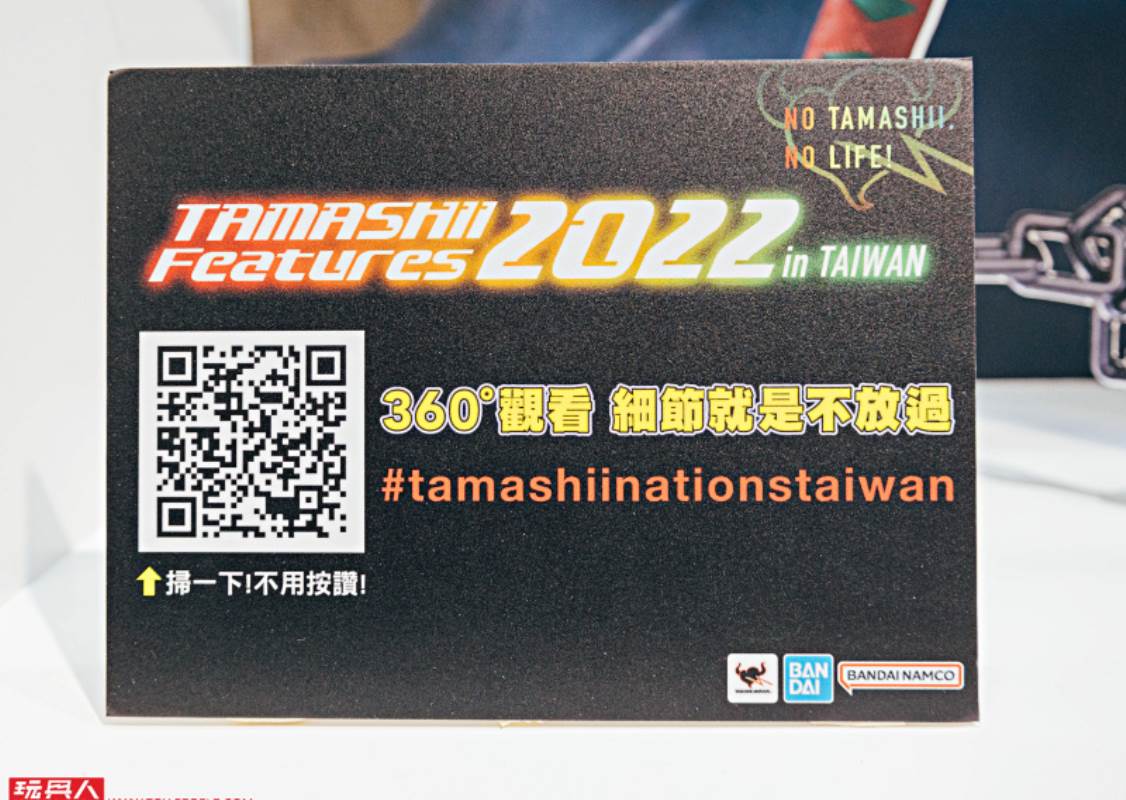 NO TAMASHII.
NO LIFE!
TAMASHII
Features 2022 in TAIWAN
360°觀看 細節就是不放過
#tamashiinationstaiwan
掃一下!不用按讚!
BAN
DAI
BANDAI NAMCO
玩具人